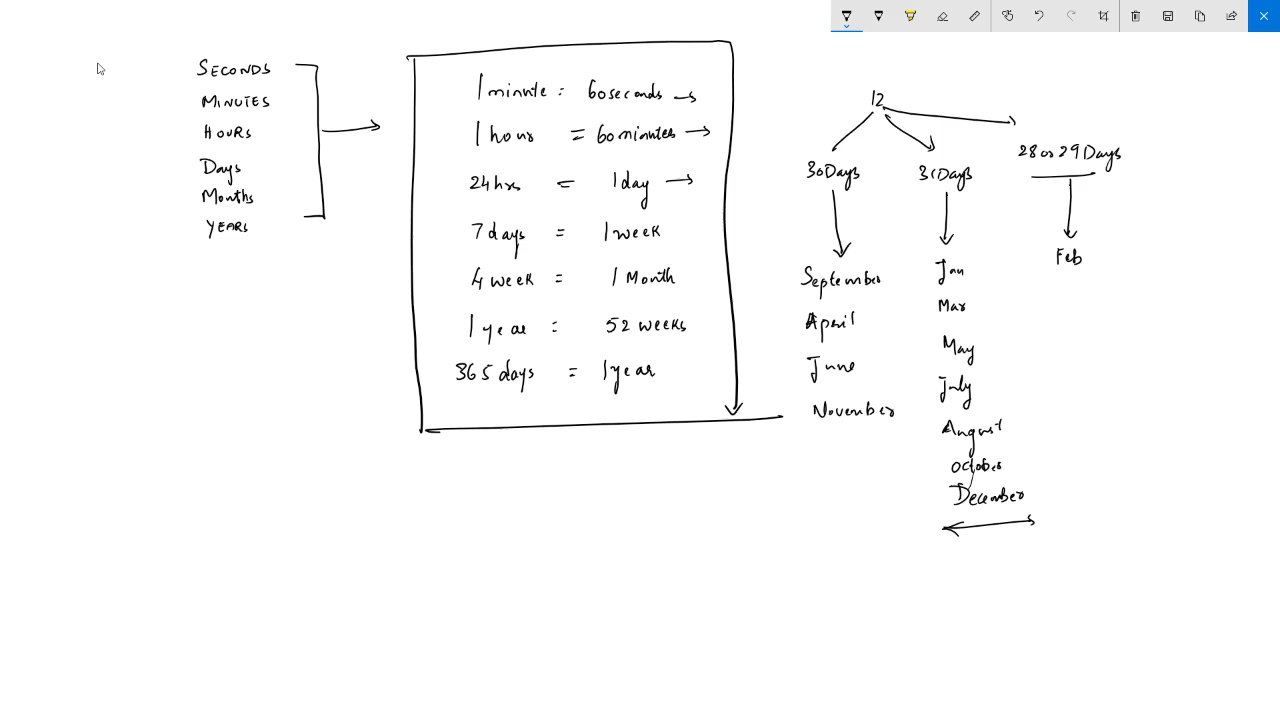 SECONDS
MINUTES
HOURS
Days
Months
YEARS
1 minute = 60 seconds →
1 hour = 60 minutes →
24 hrs = 1 day →
7 days = 1 week
4 week = 1 Month
1 year = 52 weeks
365 days = 1 year
12
30 Days
September
April
June
November
31 Days
Jan
Mar
May
July
August
October
December
28 or 29 Days
Feb